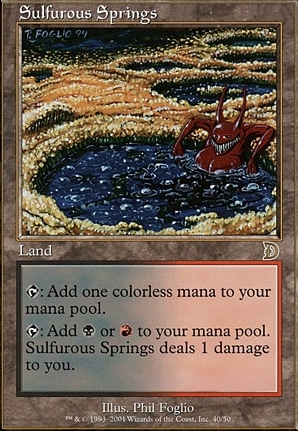 Sulfurous Springs
P. FOGLIO 94
Land
: Add one colorless mana to your
mana pool.
: Add or to your mana pool.
Sulfurous Springs deals 1 damage
to you.
Illus. Phil Foglio
™ & © 1993–2001 Wizards of the Coast, Inc. 40/50